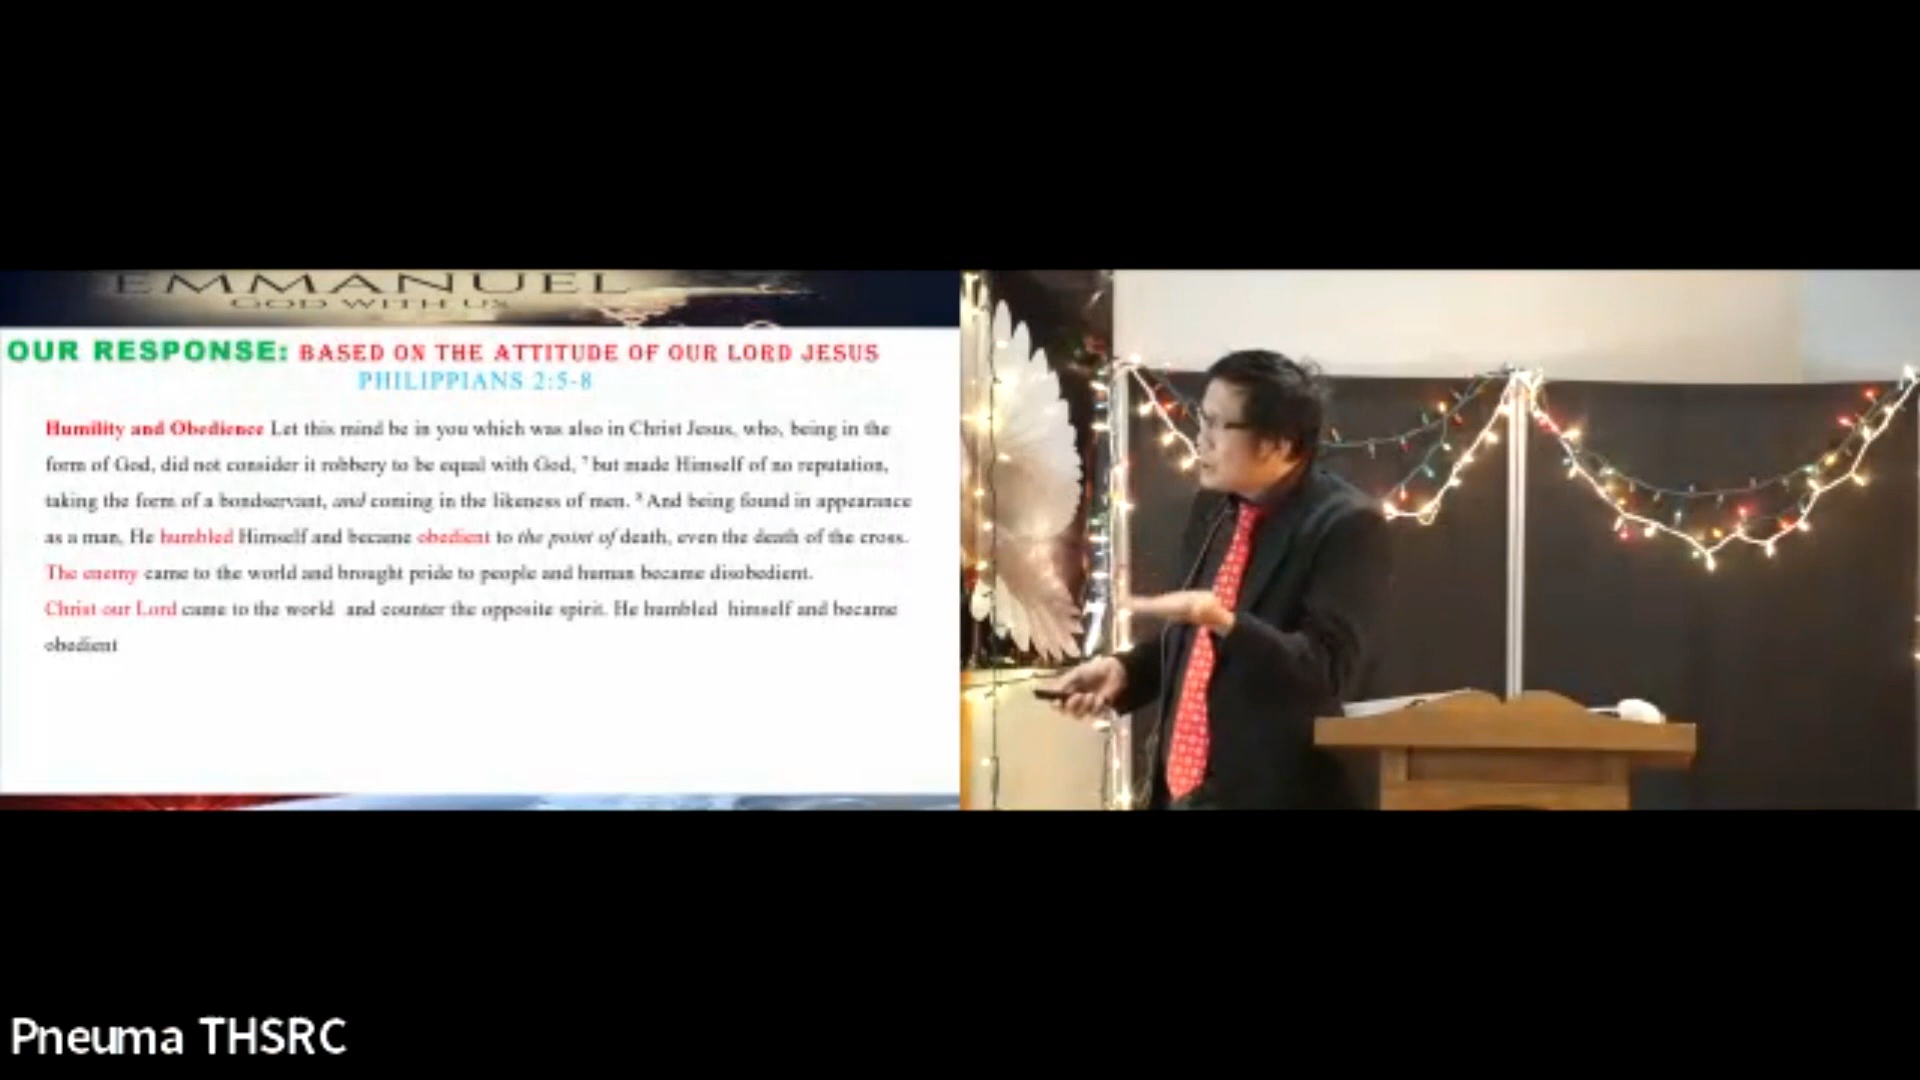 EMMANUEL
GOD WITH US
OUR RESPONSE: BASED ON THE ATTITUDE OF OUR LORD JESUS
PHILIPPIANS 2:5-8
Humility and Obedience Let this mind be in you which was also in Christ Jesus, who, being in the
form of God, did not consider it robbery to be equal with God, ⁷ but made Himself of no reputation,
taking the form of a bondservant, and coming in the likeness of men. ⁸ And being found in appearance
as a man, He humbled Himself and became obedient to the point of death, even the death of the cross.
The enemy came to the world and brought pride to people and human became disobedient.
Christ our Lord came to the world and counter the opposite spirit. He humbled himself and became
obedient
Pneuma THSRC